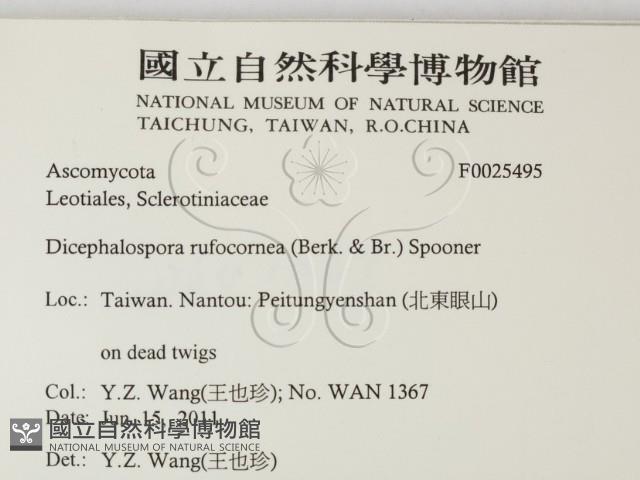 國立自然科學博物館
NATIONAL MUSEUM OF NATURAL SCIENCE
TAICHUNG, TAIWAN, R.O.CHINA
Ascomycota F0025495
Leotiales, Sclerotiniaceae
Dicephalospora rufocornea (Berk. & Br.) Spooner
Loc.: Taiwan. Nantou: Peitungyenshan (北東眼山)
on dead twigs
Col.: Y.Z. Wang(王也珍); No. WAN 1367
Date: Jun. 15, 2011
國立自然科學博物館
NATIONAL MUSEUM OF NATURAL SCIENCE
Det.: Y.Z. Wang(王也珍)